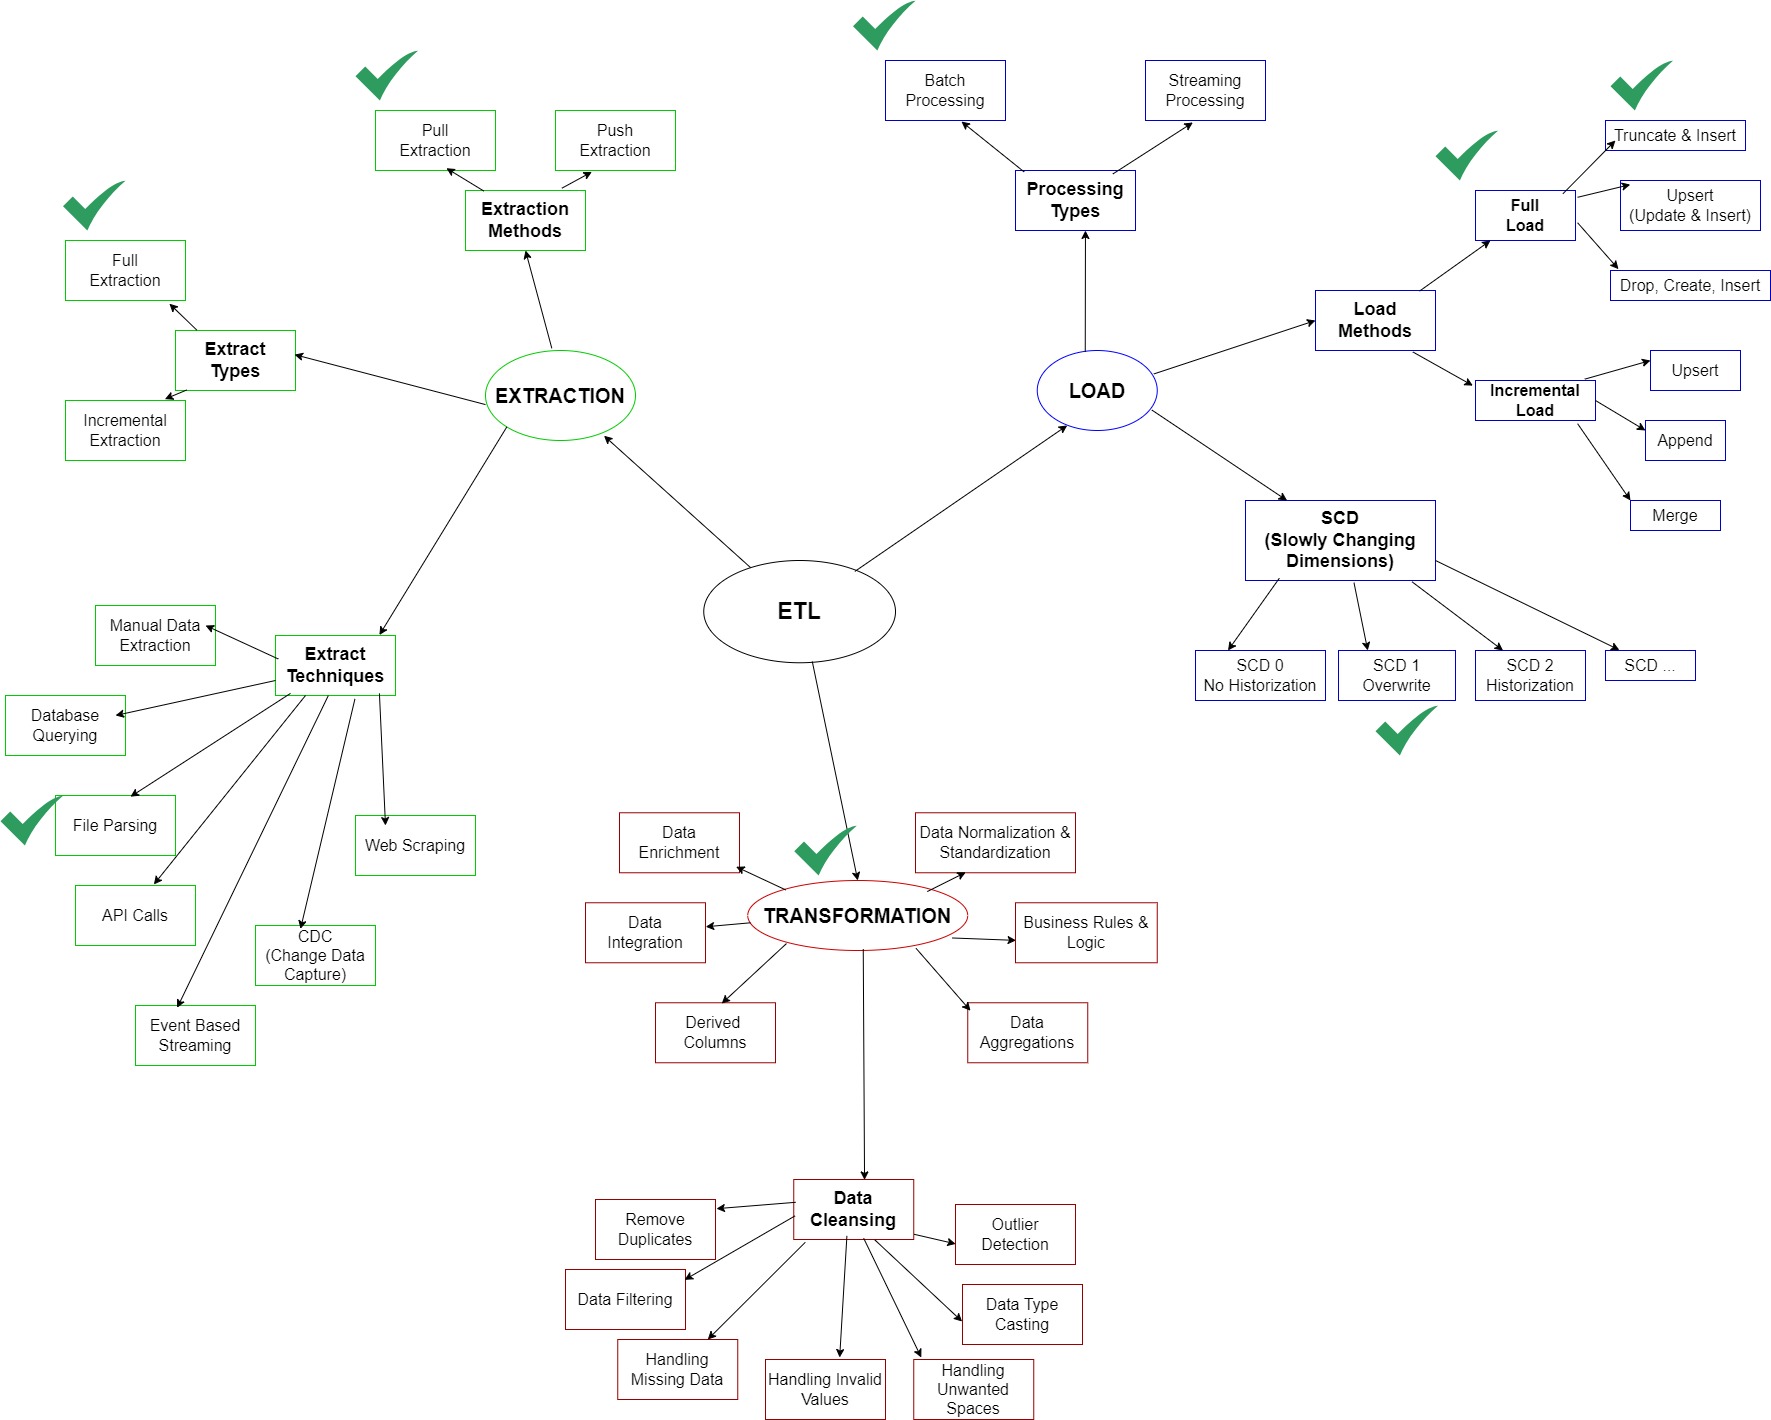 Batch
Processing
Streaming
Processing
Pull
Extraction
Push
Extraction
Truncate & Insert
Processing
Types
Extraction
Methods
Full
Load
Upsert
(Update & Insert)
Full
Extraction
Drop, Create, Insert
Load
Methods
Extract
Types
EXTRACTION
LOAD
Incremental
Load
Upsert
Incremental
Extraction
Append
Merge
SCD
(Slowly Changing
Dimensions)
ETL
Manual Data
Extraction
Extract
Techniques
SCD 0
No Historization
SCD 1
Overwrite
SCD 2
Historization
SCD ...
Database
Querying
File Parsing
Web Scraping
API Calls
CDC
(Change Data
Capture)
Event Based
Streaming
Data
Enrichment
Data Normalization &
Standardization
TRANSFORMATION
Data
Integration
Business Rules &
Logic
Derived
Columns
Data
Aggregations
Data
Cleansing
Remove
Duplicates
Outlier
Detection
Data Filtering
Data Type
Casting
Handling
Missing Data
Handling Invalid
Values
Handling
Unwanted
Spaces